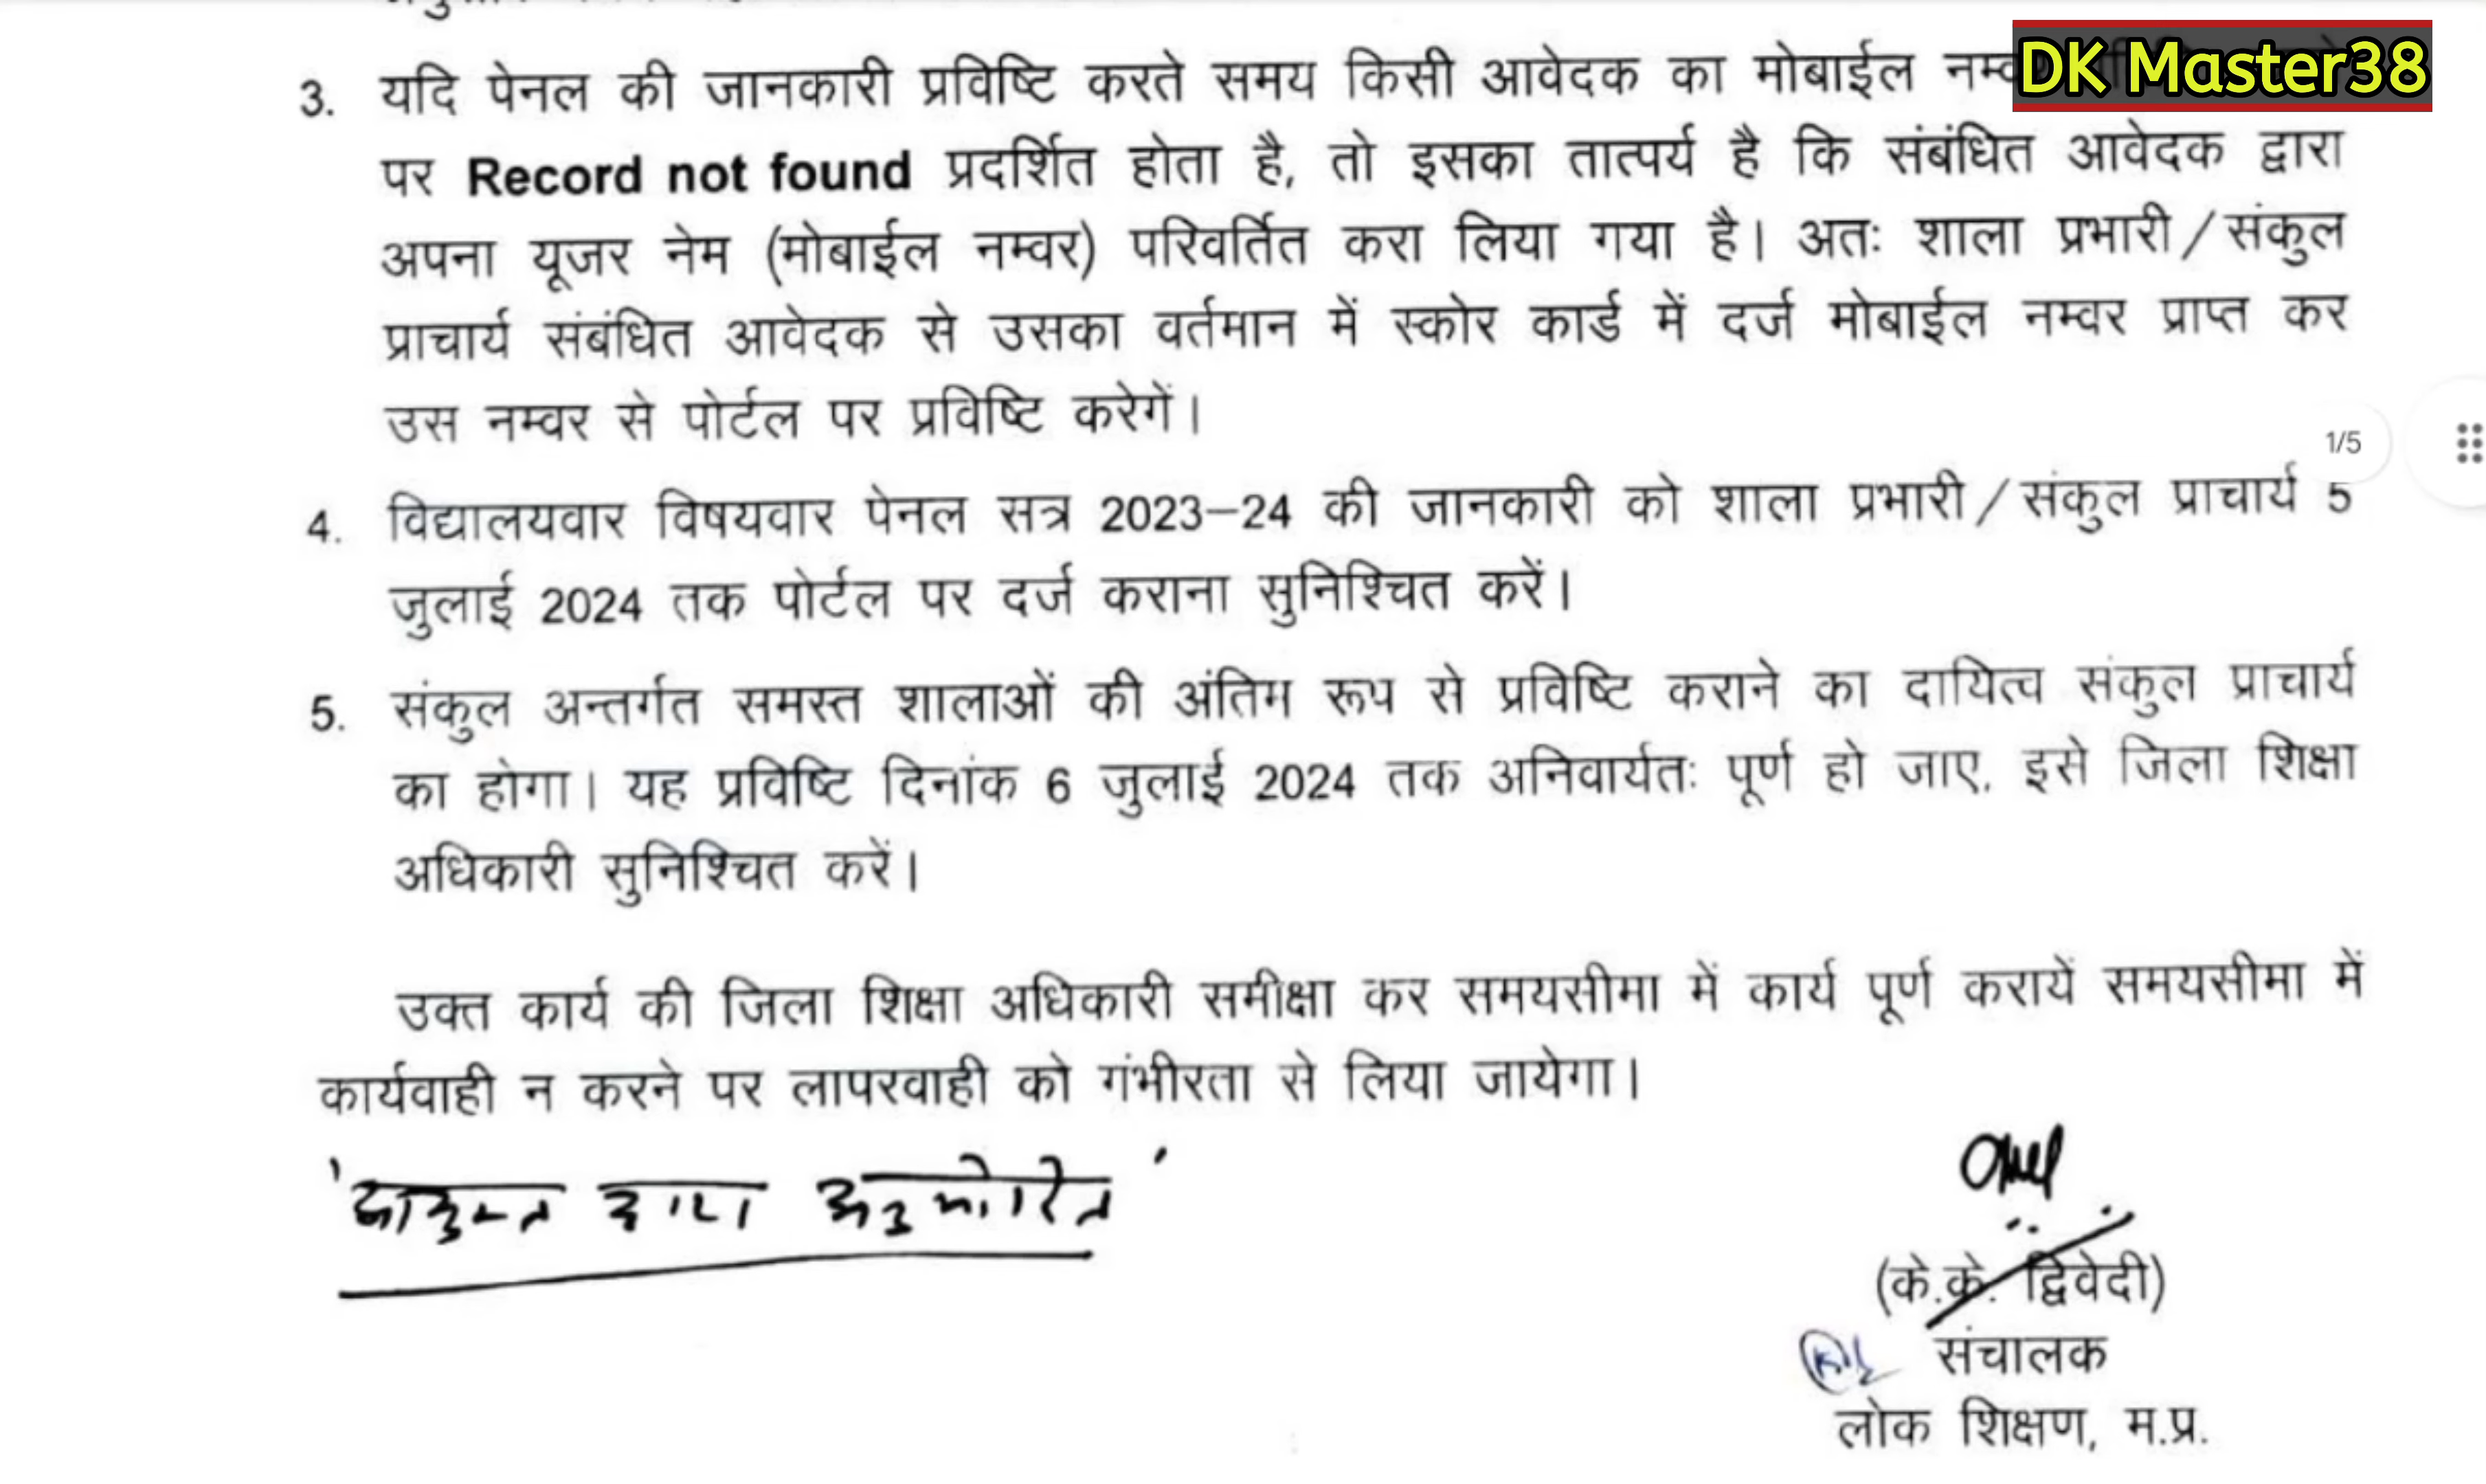 3. यदि पेनल की जानकारी प्रविष्टि करते समय किसी आवेदक का मोबाईल
DK Master38
पर Record not found प्रदर्शित होता है, तो इसका तात्पर्य है कि संबंधित आवेदक द्वारा
अपना यूजर नेम (मोबाईल नम्वर) परिवर्तित करा लिया गया है। अतः शाला प्रभारी/संकुल
प्राचार्य संबंधित आवेदक से उसका वर्तमान में स्कोर कार्ड में दर्ज मोबाईल नम्वर प्राप्त कर
उस नम्वर से पोर्टल पर प्रविष्टि करेगें।
1/5
4. विद्यालयवार विषयवार पेनल सत्र 2023-24 की जानकारी को शाला प्रभारी/संकुल प्राचार्य 5
जुलाई 2024 तक पोर्टल पर दर्ज कराना सुनिश्चित करें।
5. संकुल अन्तर्गत समस्त शालाओं की अंतिम रूप से प्रविष्टि कराने का दायित्व संकुल प्राचार्य
का होगा। यह प्रविष्टि दिनांक 6 जुलाई 2024 तक अनिवार्यतः पूर्ण हो जाए, इसे जिला शिक्षा
अधिकारी सुनिश्चित करें।
उक्त कार्य की जिला शिक्षा अधिकारी समीक्षा कर समयसीमा में कार्य पूर्ण करायें समयसीमा में
कार्यवाही न करने पर लापरवाही को गंभीरता से लिया जायेगा।
'आयुक्त द्वारा अनुमोदित'
(के.के. द्विवेदी)
संचालक
लोक शिक्षण, म.प्र.